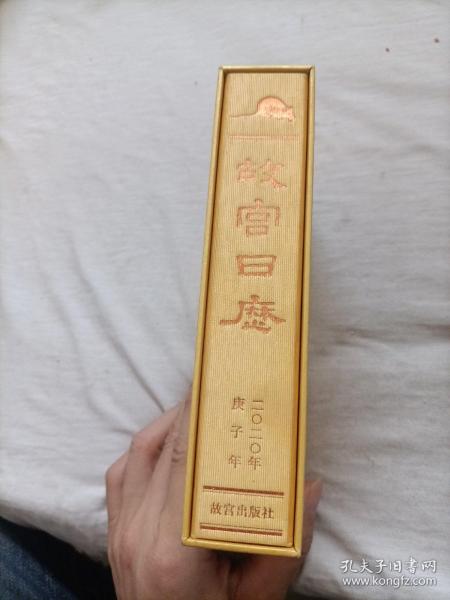 故宫日歷
二〇二〇年
庚子年
故宫出版社
孔夫子旧书网
www.kongfz.com